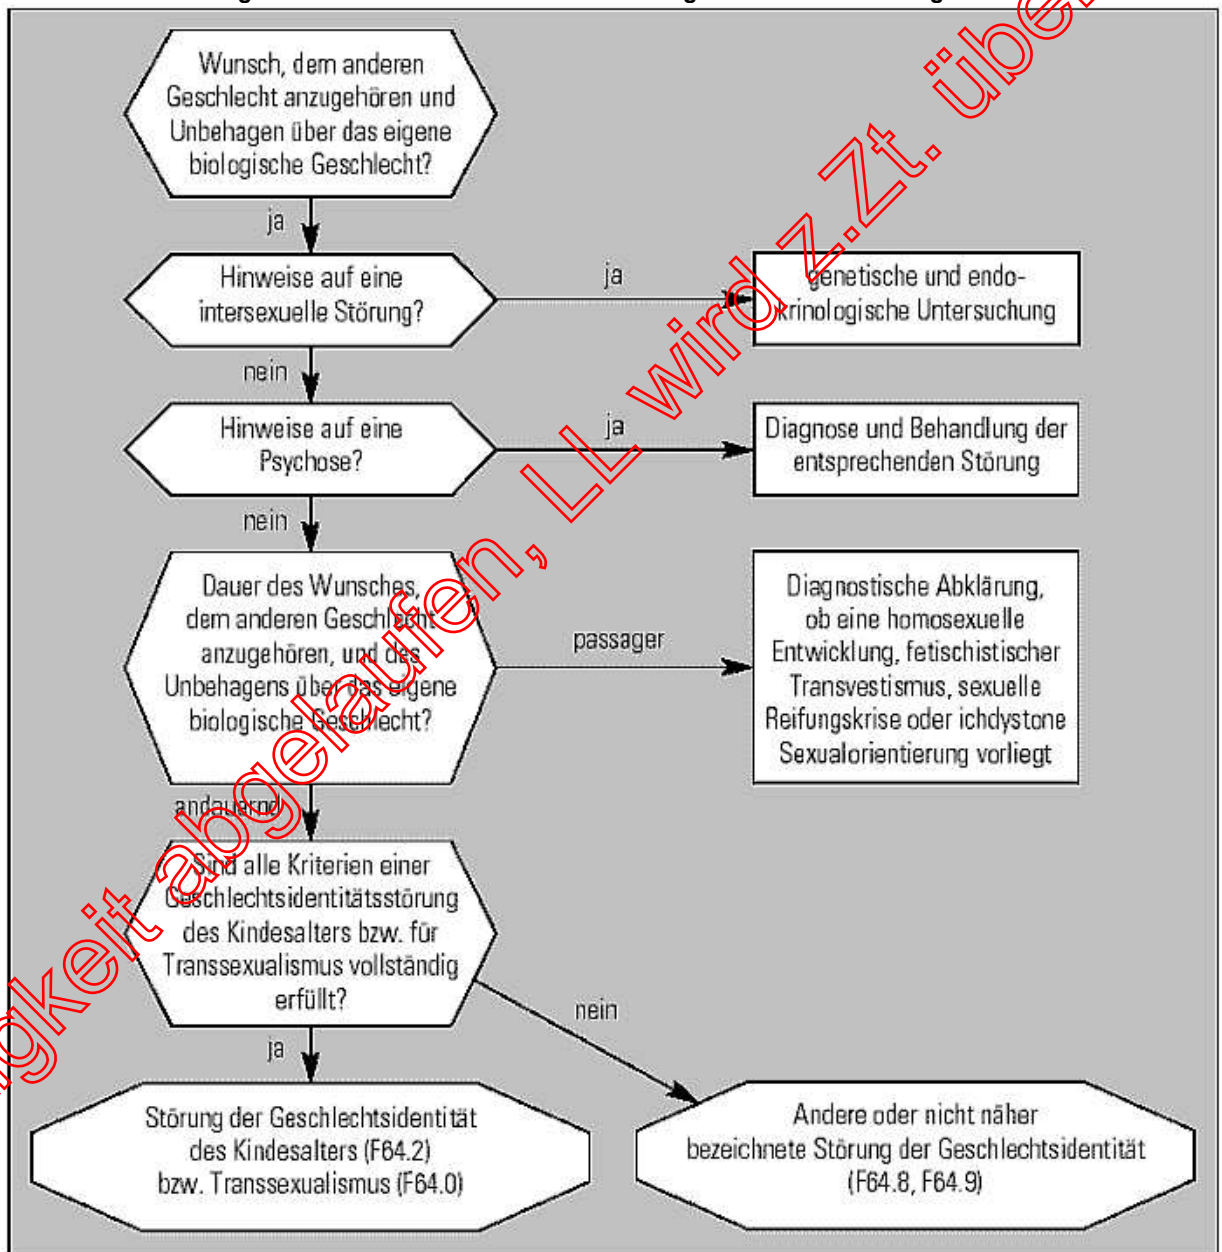 Wunsch, dem anderen
Geschlecht anzugehören und
Unbehagen über das eigene
biologische Geschlecht?
ja
Hinweise auf eine
intersexuelle Störung?
ja
genetische und endo-
krinologische Untersuchung
nein
Hinweise auf eine
Psychose?
ja
Diagnose und Behandlung der
entsprechenden Störung
nein
Dauer des Wunsches,
dem anderen Geschlecht
anzugehören, und des
Unbehagens über das eigene
biologische Geschlecht?
passager
Diagnostische Abklärung,
ob eine homosexuelle
Entwicklung, fetischistischer
Transvestismus, sexuelle
Reifungskrise oder ichdystone
Sexualorientierung vorliegt
andauernd
Sind alle Kriterien einer
Geschlechtsidentitätsstörung
des Kindesalters bzw. für
Transsexualismus vollständig
erfüllt?
nein
ja
Störung der Geschlechtsidentität
des Kindesalters (F64.2)
bzw. Transsexualismus (F64.0)
Andere oder nicht näher
bezeichnete Störung der Geschlechtsidentität
(F64.8, F64.9)
abgelaufen, LL wird z.Zt.